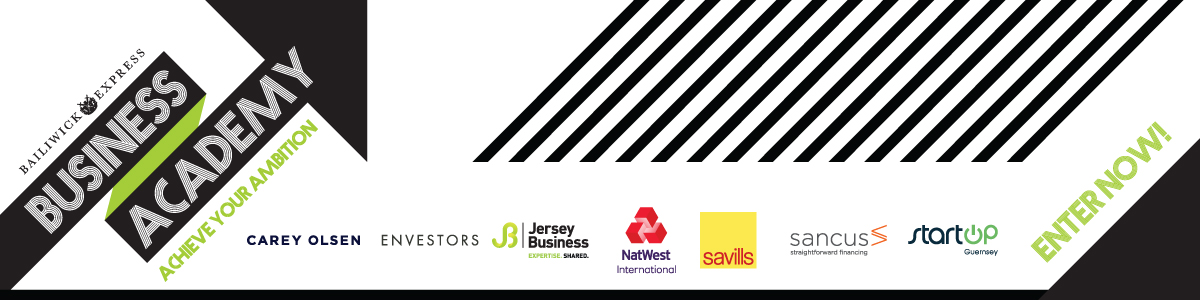 BAILIWICK EXPRESS
BUSINESS
ACADEMY
ACHIEVE YOUR AMBITION
CAREY OLSEN
ENVESTORS
JB
Jersey
Business
EXPERTISE. SHARED.
NatWest
International
savills
sancus
straightforward financing
startUP
Guernsey
ENTER NOW!